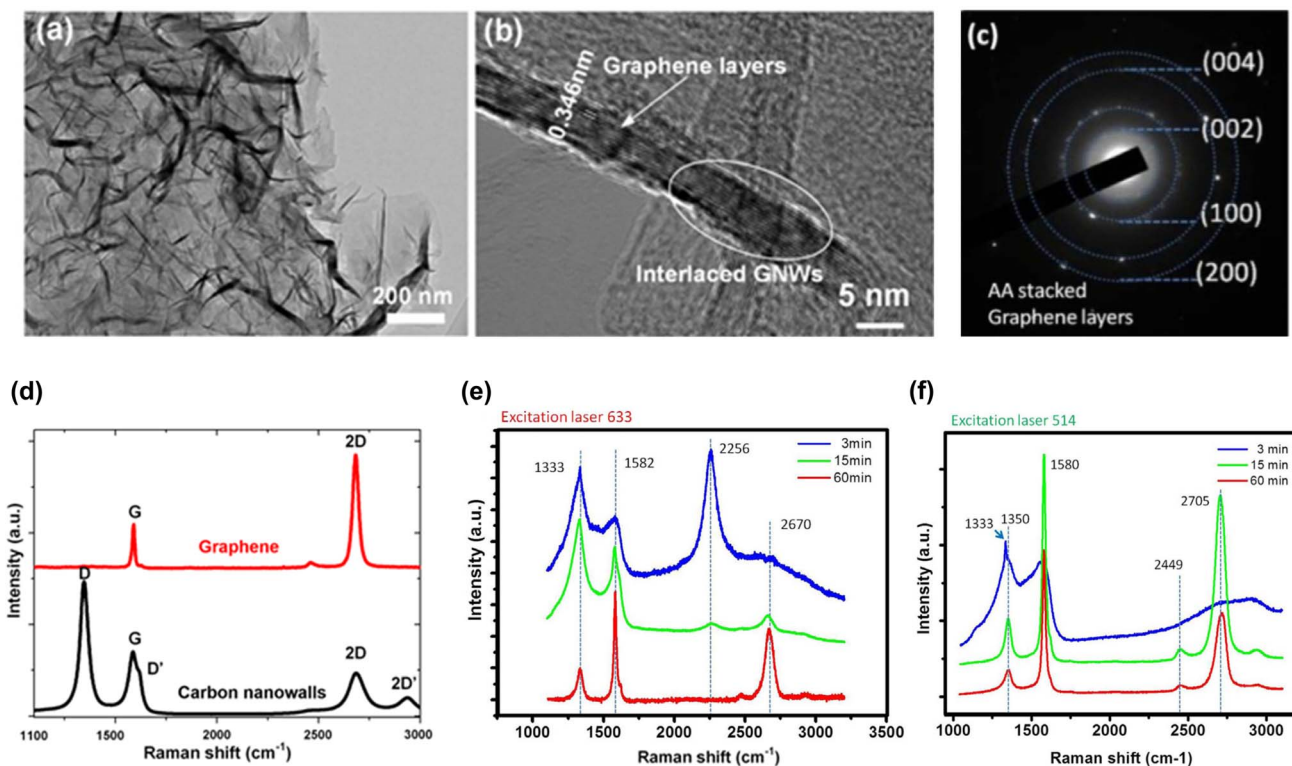 (a)
200 nm
(b)
0.346nm
Graphene layers
Interlaced GNWs
5 nm
(c)
(004)
(002)
(100)
(200)
AA stacked
Graphene layers
(d)
2D
G
Graphene
D
G
D'
2D
2D'
Carbon nanowalls
Intensity (a.u.)
1100
1500
2000
2500
3000
Raman shift (cm-1)
(e)
Excitation laser 633
1333
1582
2256
2670
3min
15min
60min
Intensity (a.u.)
1000
1500
2000
2500
3000
3500
Raman shift (cm-1)
(f)
Excitation laser 514
1333
1350
1580
2449
2705
3 min
15 min
60 min
Intensity (a.u.)
1000
1500
2000
2500
3000
Raman shift (cm-1)